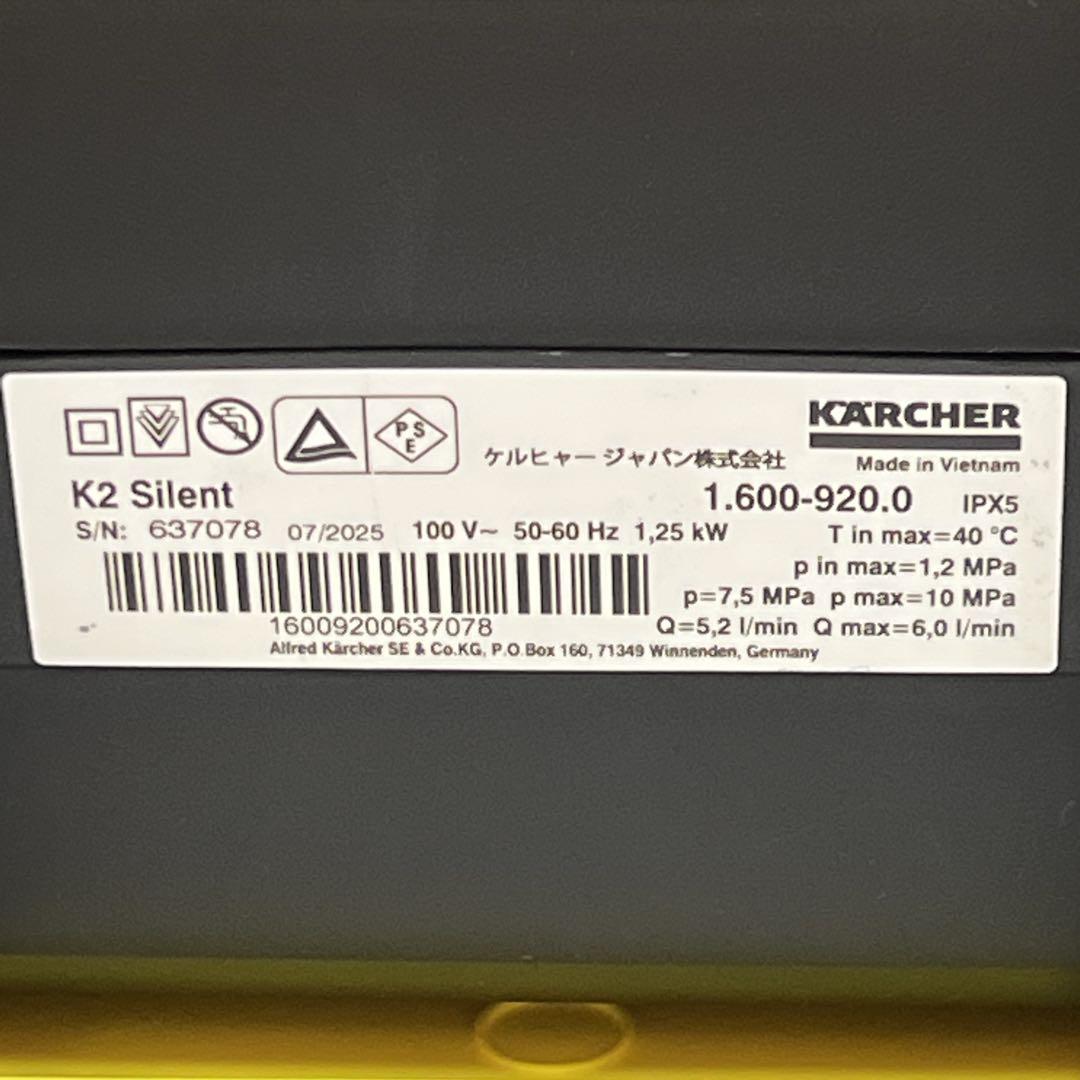 PSE
ケルヒャー ジャパン株式会社
KÄRCHER
Made in Vietnam
K2 Silent
1.600-920.0 IPX5
S/N: 637078 07/2025 100 V~ 50-60 Hz 1,25 kW
T in max=40 °C
p in max=1,2 MPa
p=7,5 MPa p max=10 MPa
16009200637078
Q=5,2 l/min Q max=6,0 l/min
Alfred Kärcher SE & Co.KG, P.O.Box 160, 71349 Winnenden, Germany